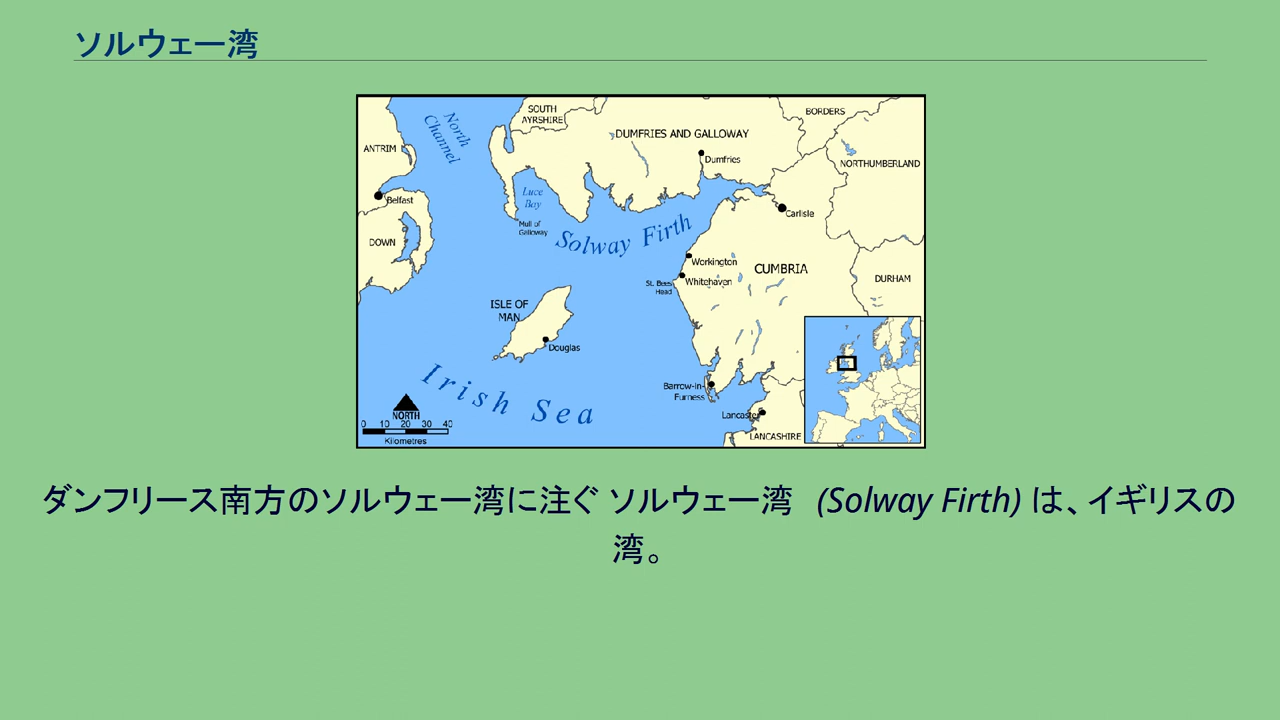 ソルウェー湾
SOUTH
AYRSHIRE
BORDERS
North
Channel
DUMFRIES AND GALLOWAY
ANTRIM
Dumfries
NORTHUMBERLAND
Luce
Bay
Belfast
Carlisle
Mull of
Galloway
Solway Firth
DOWN
Workington
CUMBRIA
St. Bees
Head
Whitehaven
DURHAM
ISLE OF
MAN
Douglas
Irish Sea
Barrow-in-
Furness
NORTH
Lancaster
0 10 20 30 40
Kilometres
LANCASHIRE
ダンフリース南方のソルウェー湾に注ぐ ソルウェー湾 (Solway Firth) は、イギリスの
湾。